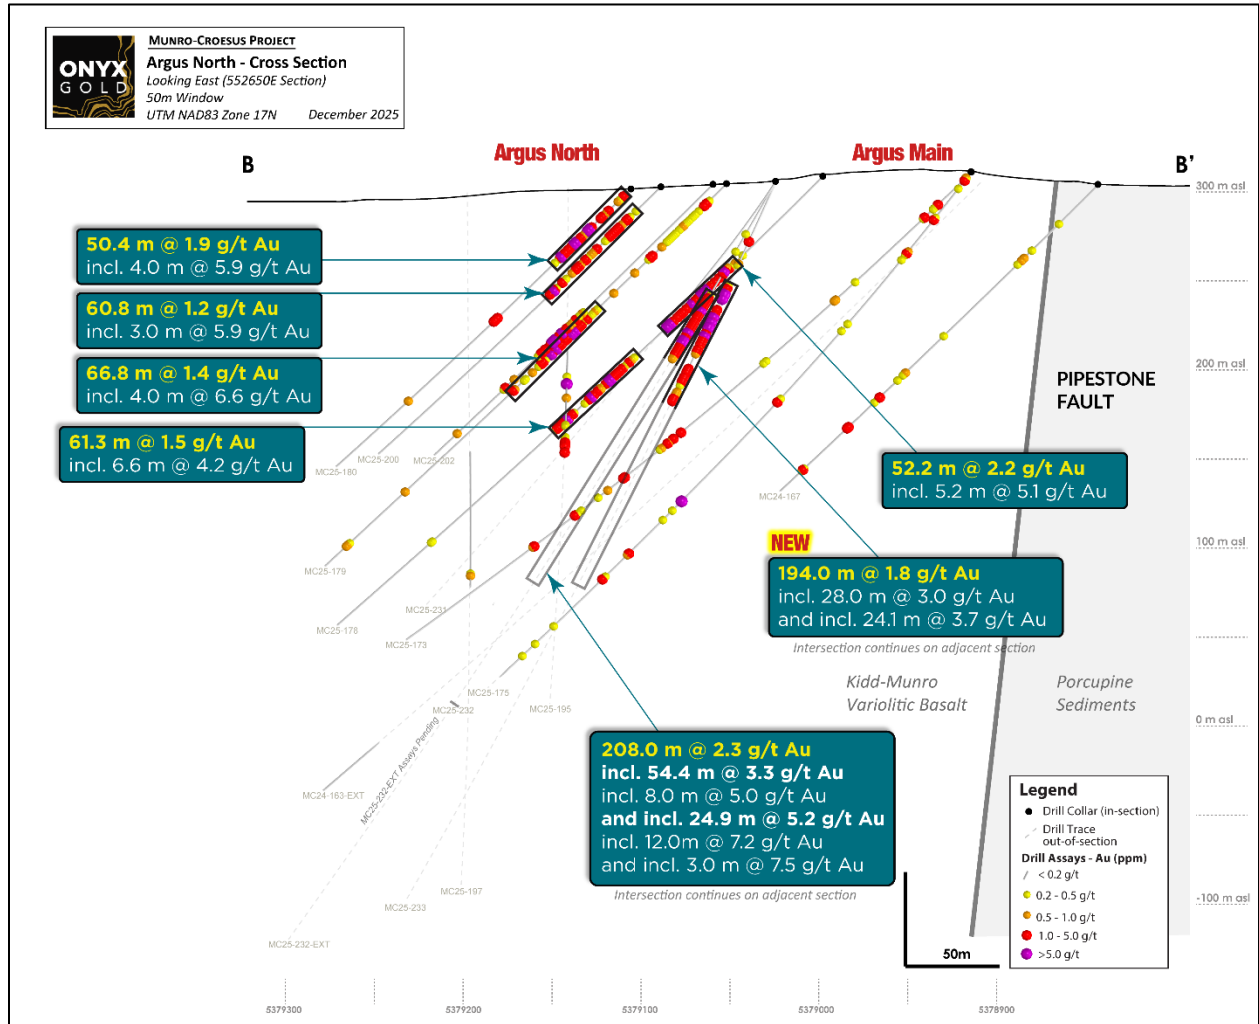 ONYX
GOLD
MUNRO-CROESUS PROJECT
Argus North - Cross Section
Looking East (552650E Section)
50m Window
UTM NAD83 Zone 17N December 2025
B
Argus North
Argus Main
B'
300 m asl
50.4 m @ 1.9 g/t Au
incl. 4.0 m @ 5.9 g/t Au
60.8 m @ 1.2 g/t Au
incl. 3.0 m @ 5.9 g/t Au
66.8 m @ 1.4 g/t Au
incl. 4.0 m @ 6.6 g/t Au
61.3 m @ 1.5 g/t Au
incl. 6.6 m @ 4.2 g/t Au
200 m asl
PIPESTONE
FAULT
52.2 m @ 2.2 g/t Au
incl. 5.2 m @ 5.1 g/t Au
MC25-180
MC25-200
MC25-202
MC24-167
NEW
194.0 m @ 1.8 g/t Au
incl. 28.0 m @ 3.0 g/t Au
and incl. 24.1 m @ 3.7 g/t Au
Intersection continues on adjacent section
100 m asl
MC25-179
MC25-231
MC25-178
MC25-173
MC25-175
MC25-232
MC25-195
Kidd-Munro
Variolitic Basalt
Porcupine
Sediments
0 m asl
MC25-232-EXT Assays Pending
MC24-163-EXT
208.0 m @ 2.3 g/t Au
incl. 54.4 m @ 3.3 g/t Au
incl. 8.0 m @ 5.0 g/t Au
and incl. 24.9 m @ 5.2 g/t Au
incl. 12.0m @ 7.2 g/t Au
and incl. 3.0 m @ 7.5 g/t Au
Intersection continues on adjacent section
MC25-197
MC25-233
MC25-232-EXT
Legend
Drill Collar (in-section)
Drill Trace
out-of-section
Drill Assays - Au (ppm)
< 0.2 g/t
0.2 - 0.5 g/t
0.5 - 1.0 g/t
1.0 - 5.0 g/t
>5.0 g/t
-100 m asl
50m
5379300
5379200
5379100
5379000
5378900